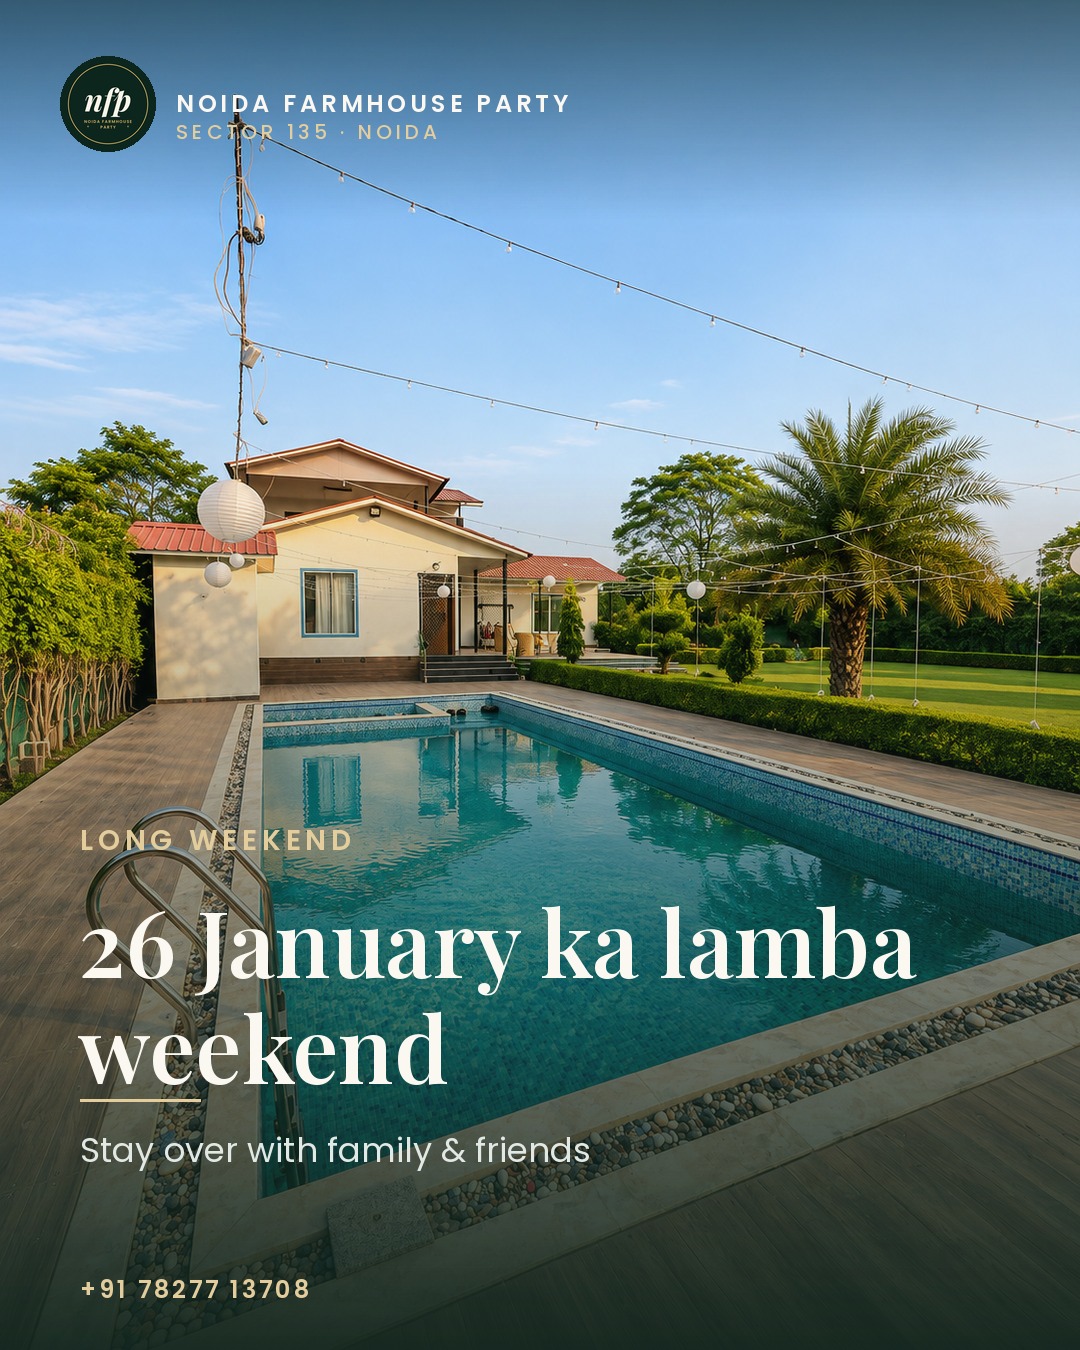 nfp
NOIDA FARMHOUSE
PARTY
NOIDA FARMHOUSE PARTY
SECTOR 135 · NOIDA
LONG WEEKEND
26 January ka lamba
weekend
Stay over with family & friends
+91 78277 13708